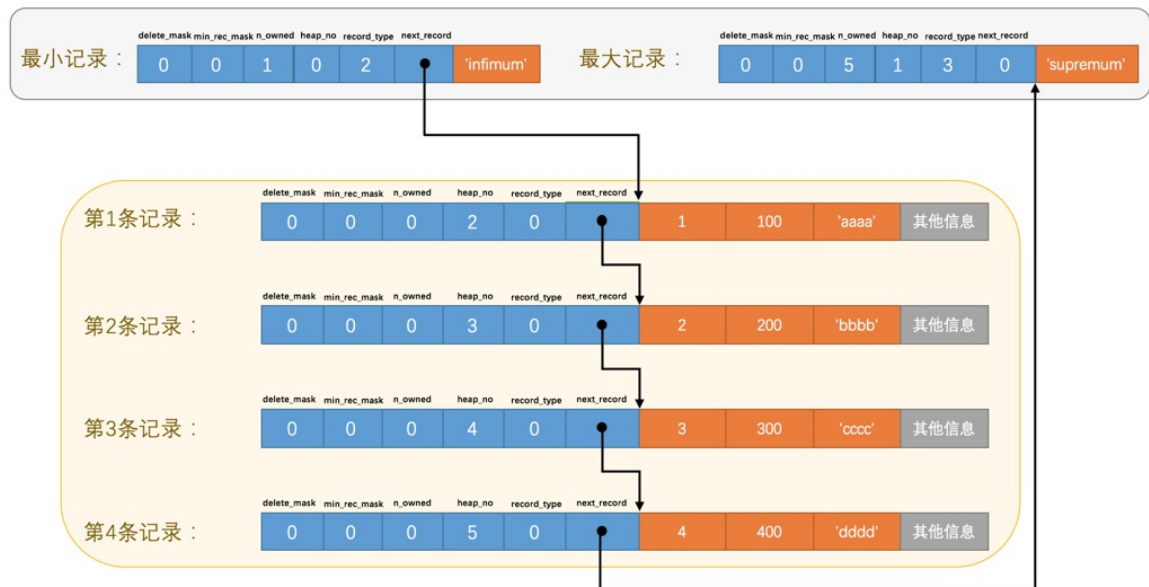 delete_mask min_rec_mask n_owned heap_no record_type next_record
最小记录： 0 0 1 0 2 'infimum'
delete_mask min_rec_mask n_owned heap_no record_type next_record
最大记录： 0 0 5 1 3 0 'supremum'
delete_mask min_rec_mask n_owned heap_no record_type next_record
第1条记录： 0 0 0 2 0 1 100 'aaaa' 其他信息
delete_mask min_rec_mask n_owned heap_no record_type next_record
第2条记录： 0 0 0 3 0 2 200 'bbbb' 其他信息
delete_mask min_rec_mask n_owned heap_no record_type next_record
第3条记录： 0 0 0 4 0 3 300 'cccc' 其他信息
delete_mask min_rec_mask n_owned heap_no record_type next_record
第4条记录： 0 0 0 5 0 4 400 'dddd' 其他信息